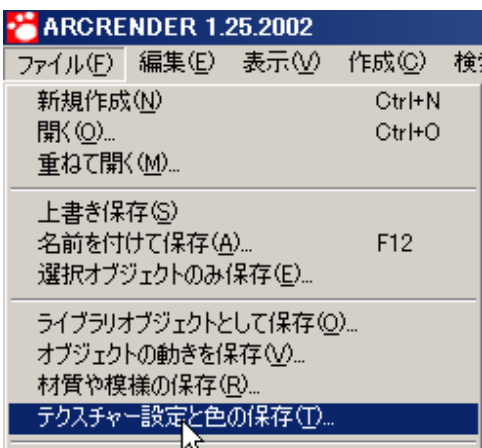 ARCRENDER 1.25.2002
ファイル(F) 編集(E) 表示(V) 作成(C) 検
新規作成(N) Ctrl+N
開く(O)...
Ctrl+O
重ねて開く(M)...
上書き保存(S)
名前を付けて保存(A)... F12
選択オブジェクトのみ保存(E)...
ライブラリオブジェクトとして保存(O)...
オブジェクトの動きを保存(V)...
材質や模様の保存(R)...
テクスチャー設定と色の保存(T)...